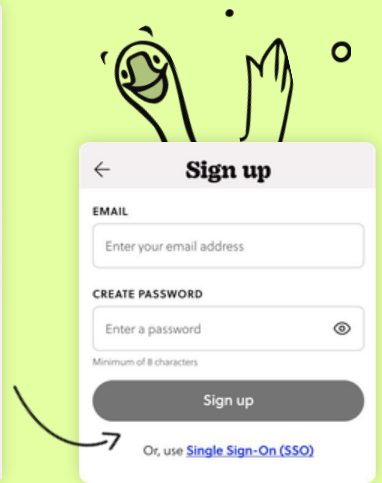 Sign up
EMAIL
Enter your email address
CREATE PASSWORD
Enter a password
Minimum of 8 characters
Sign up
Or, use Single Sign-On (SSO)